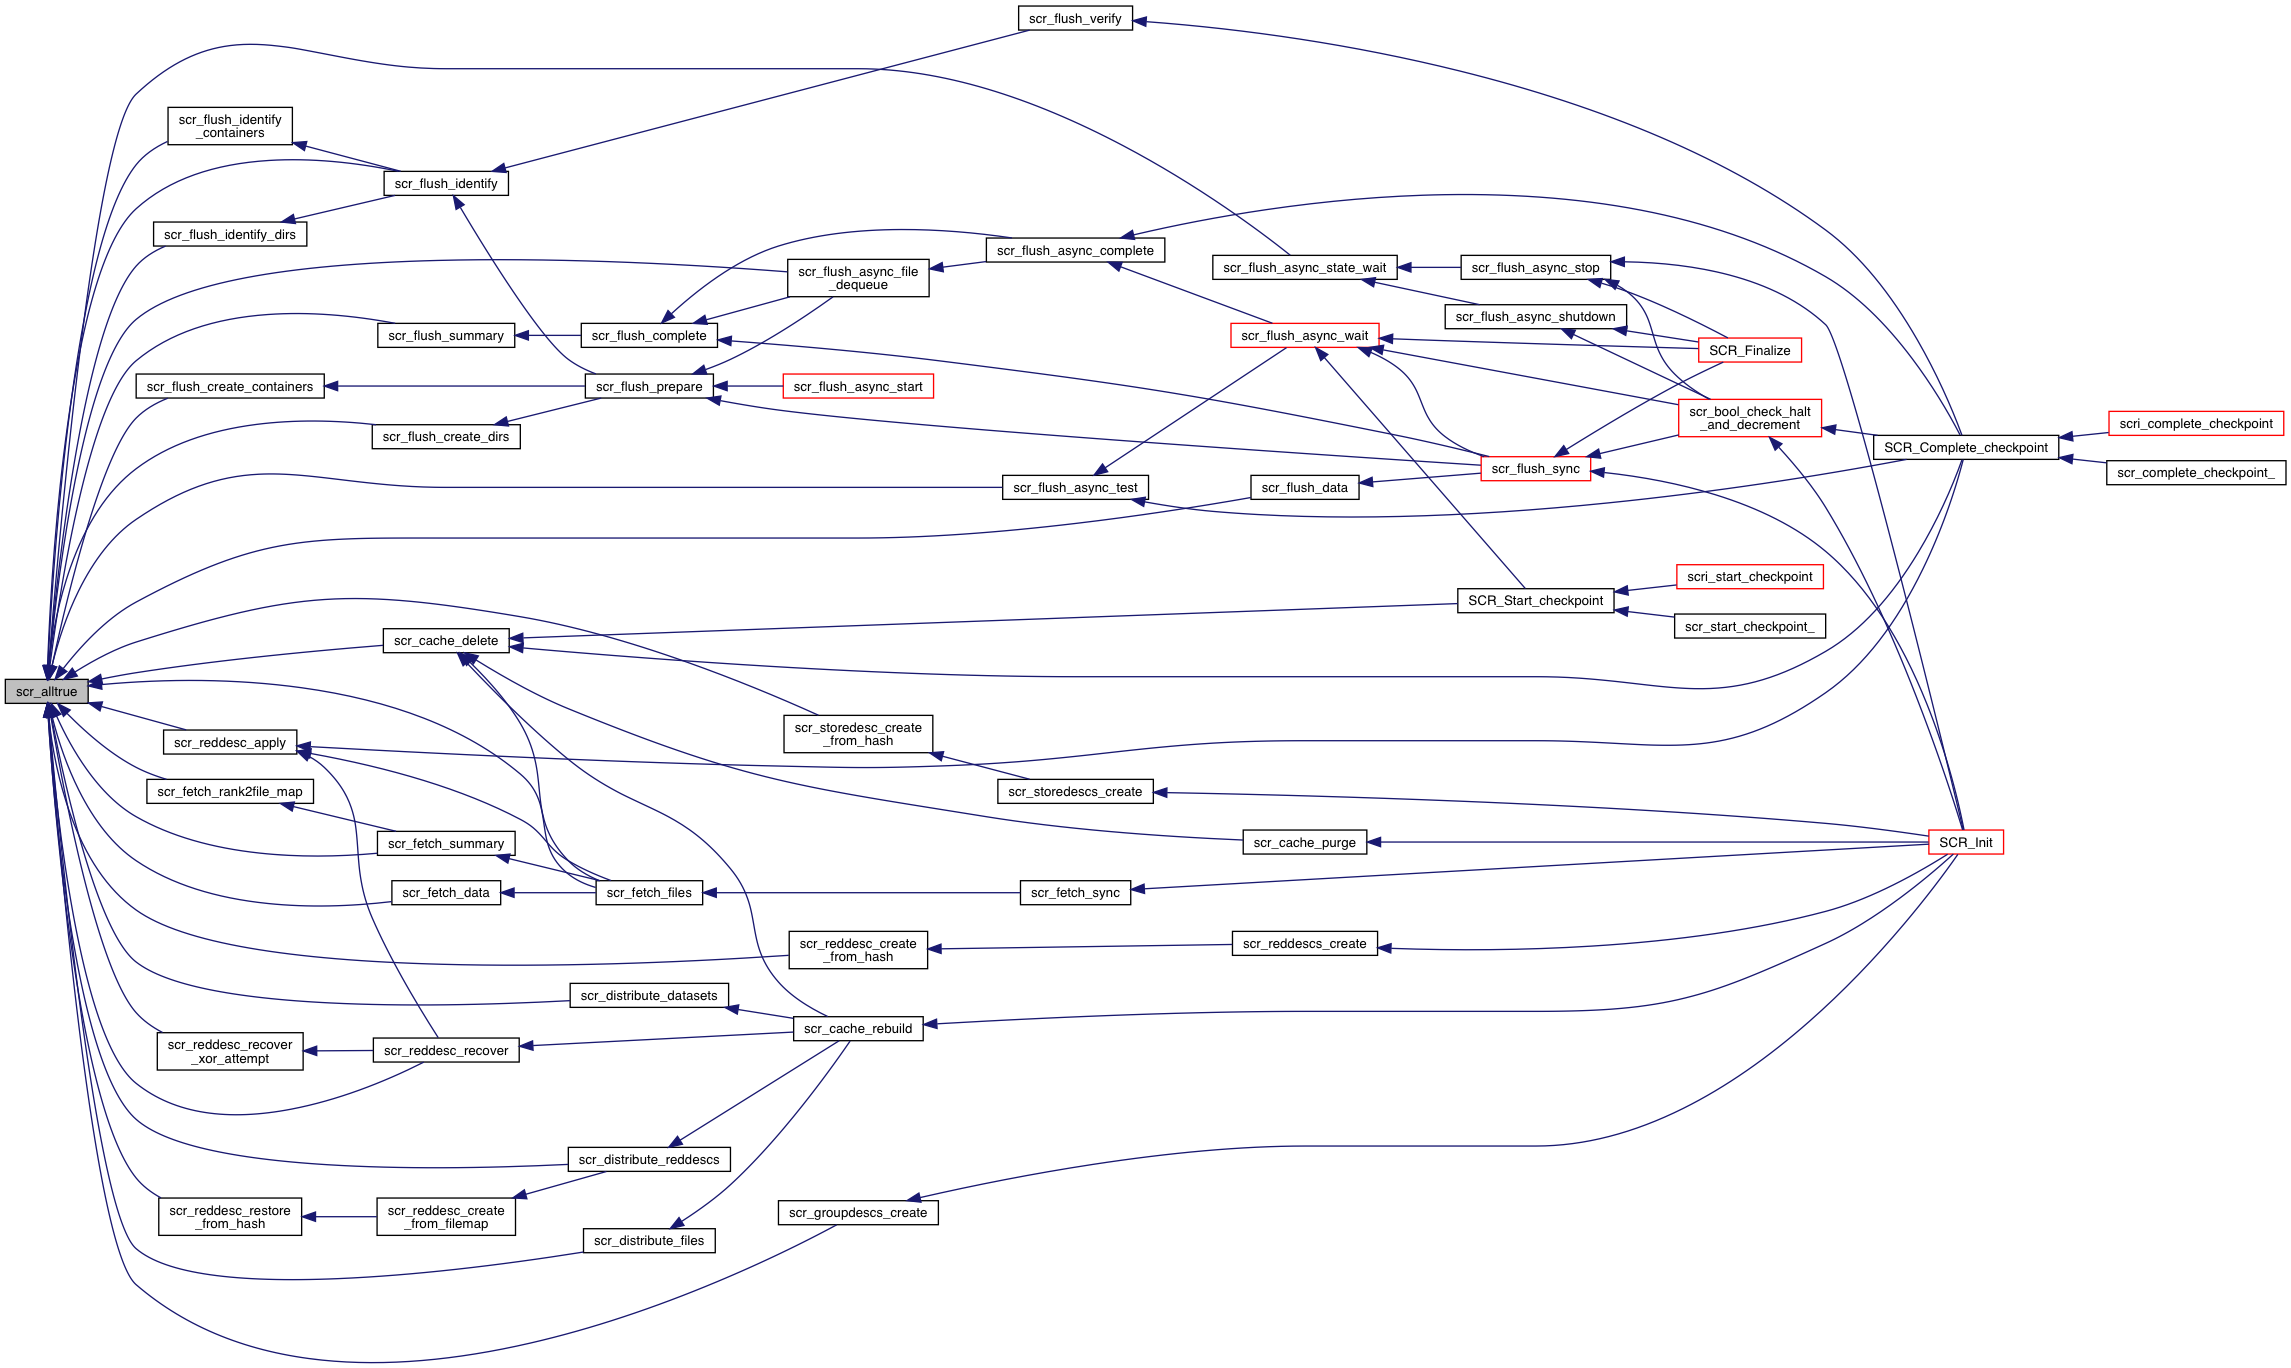 scr_flush_verify
scr_flush_identify
_containers
scr_flush_identify
scr_flush_identify_dirs
scr_flush_async_complete
scr_flush_async_file
_dequeue
scr_flush_async_state_wait
scr_flush_async_stop
scr_flush_async_shutdown
scr_flush_summary
scr_flush_complete
scr_flush_async_wait
SCR_Finalize
scr_flush_create_containers
scr_flush_prepare
scr_flush_async_start
scr_bool_check_halt
_and_decrement
scri_complete_checkpoint
scr_flush_create_dirs
SCR_Complete_checkpoint
scr_flush_sync
scr_complete_checkpoint_
scr_flush_async_test
scr_flush_data
scri_start_checkpoint
SCR_Start_checkpoint
scr_start_checkpoint_
scr_cache_delete
scr_alltrue
scr_storedesc_create
_from_hash
scr_reddesc_apply
scr_fetch_rank2file_map
scr_storedescs_create
scr_fetch_summary
scr_cache_purge
SCR_Init
scr_fetch_data
scr_fetch_files
scr_fetch_sync
scr_reddesc_create
_from_hash
scr_reddescs_create
scr_distribute_datasets
scr_cache_rebuild
scr_reddesc_recover
_xor_attempt
scr_reddesc_recover
scr_distribute_reddescs
scr_reddesc_restore
_from_hash
scr_reddesc_create
_from_filemap
scr_groupdescs_create
scr_distribute_files